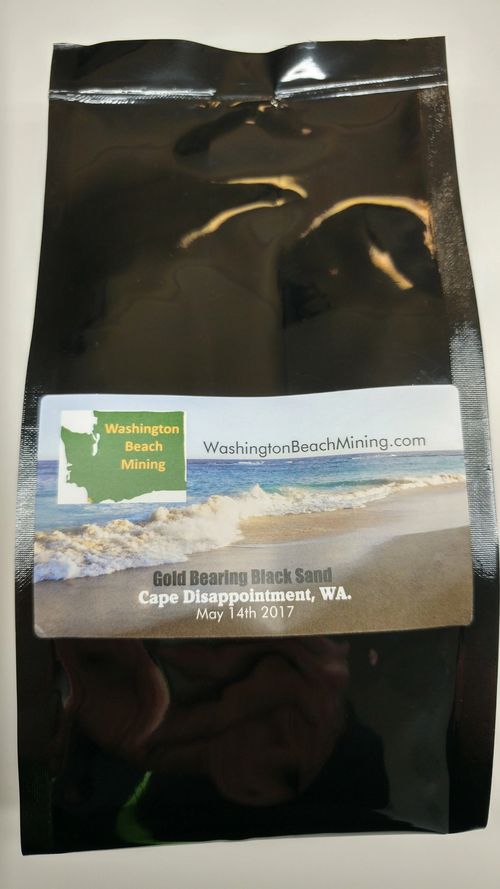 Washington
Beach
Mining
WashingtonBeachMining.com
Gold Bearing Black Sand
Cape Disappointment, WA.
May 14th 2017